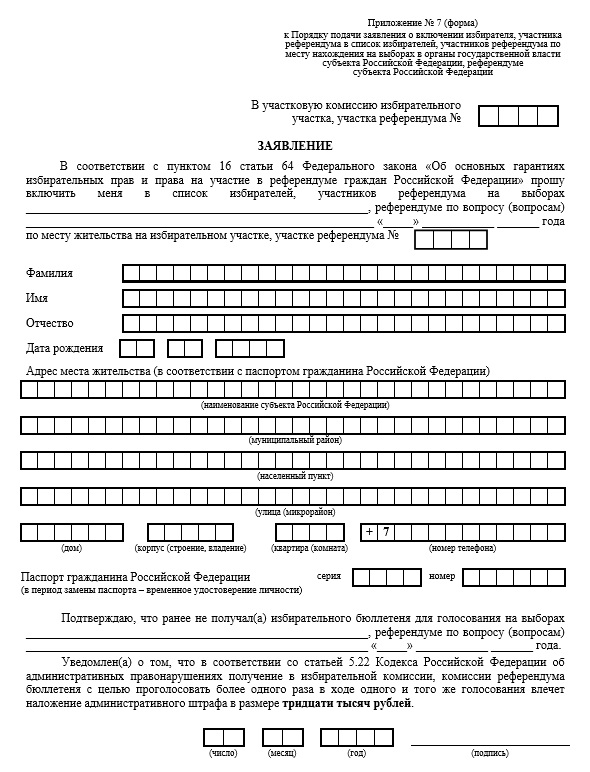 Приложение № 7 (форма)
к Порядку подачи заявления о включении избирателя, участника
референдума в список избирателей, участников референдума по
месту нахождения на выборах в органы государственной власти
субъекта Российской Федерации, референдуме
субъекта Российской Федерации
В участковую комиссию избирательного
участка, участка референдума №
ЗАЯВЛЕНИЕ
В соответствии с пунктом 16 статьи 64 Федерального закона «Об основных гарантиях
избирательных прав и права на участие в референдуме граждан Российской Федерации» прошу
включить меня в список избирателей, участников референдума на выборах
, референдуме по вопросу (вопросам)
«_____» ____________ _______ года
по месту жительства на избирательном участке, участке референдума №
Фамилия
Имя
Отчество
Дата рождения
Адрес места жительства (в соответствии с паспортом гражданина Российской Федерации)
(наименование субъекта Российской Федерации)
(муниципальный район)
(населенный пункт)
(улица (микрорайон)
+ 7
(дом) (корпус (строение, владение) (квартира (комната) (номер телефона)
Паспорт гражданина Российской Федерации серия номер
(в период замены паспорта – временное удостоверение личности)
Подтверждаю, что ранее не получал(а) избирательного бюллетеня для голосования на выборах
, референдуме по вопросу (вопросам)
«_____» ____________ _______ года.
Уведомлен(а) о том, что в соответствии со статьей 5.22 Кодекса Российской Федерации об
административных правонарушениях получение в избирательной комиссии, комиссии референдума
бюллетеня с целью проголосовать более одного раза в ходе одного и того же голосования влечет
наложение административного штрафа в размере тридцати тысяч рублей.
(число) (месяц) (год) (подпись)